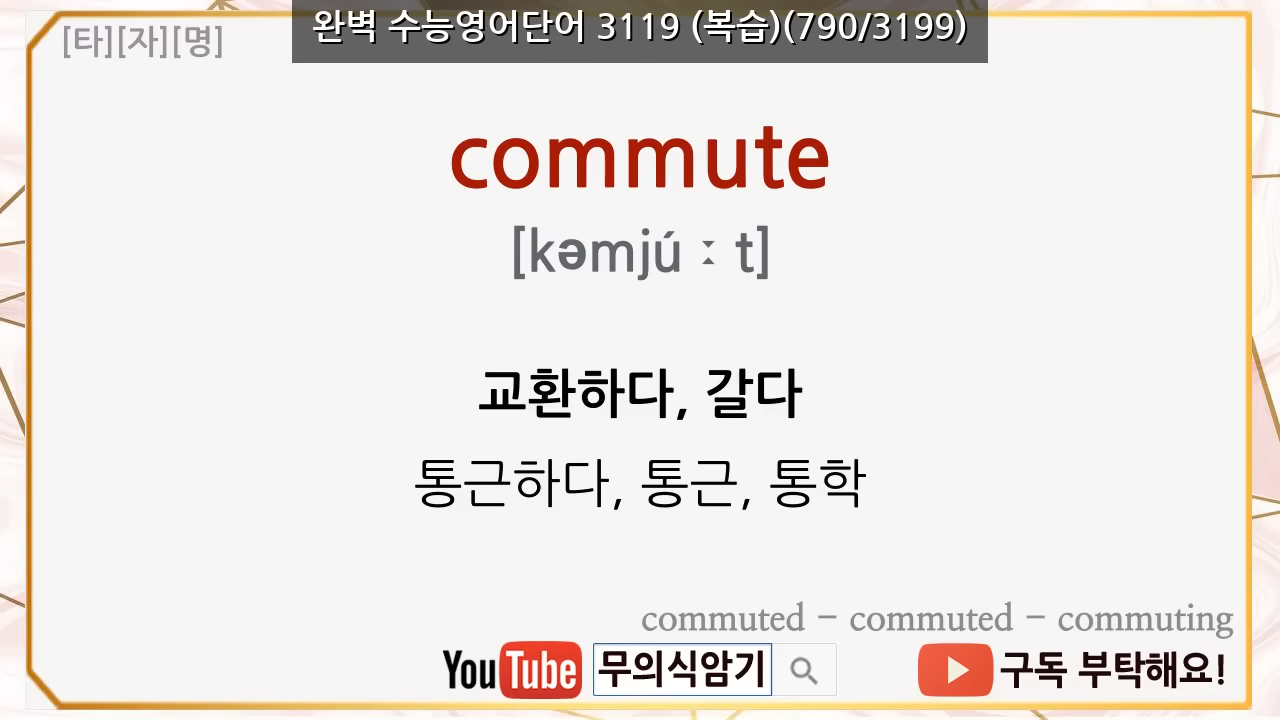 완벽 수능영어단어 3119 (복습)(790/3199)
[타][자][명]
commute
[kəmjúːt]
교환하다, 갈다
통근하다, 통근, 통학
commuted - commuted - commuting
YouTube 무의식암기 구독 부탁해요!